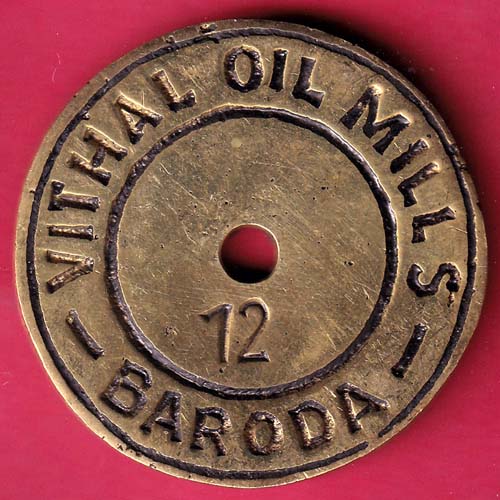 VITHAL OIL MILLS
12
— BARODA —